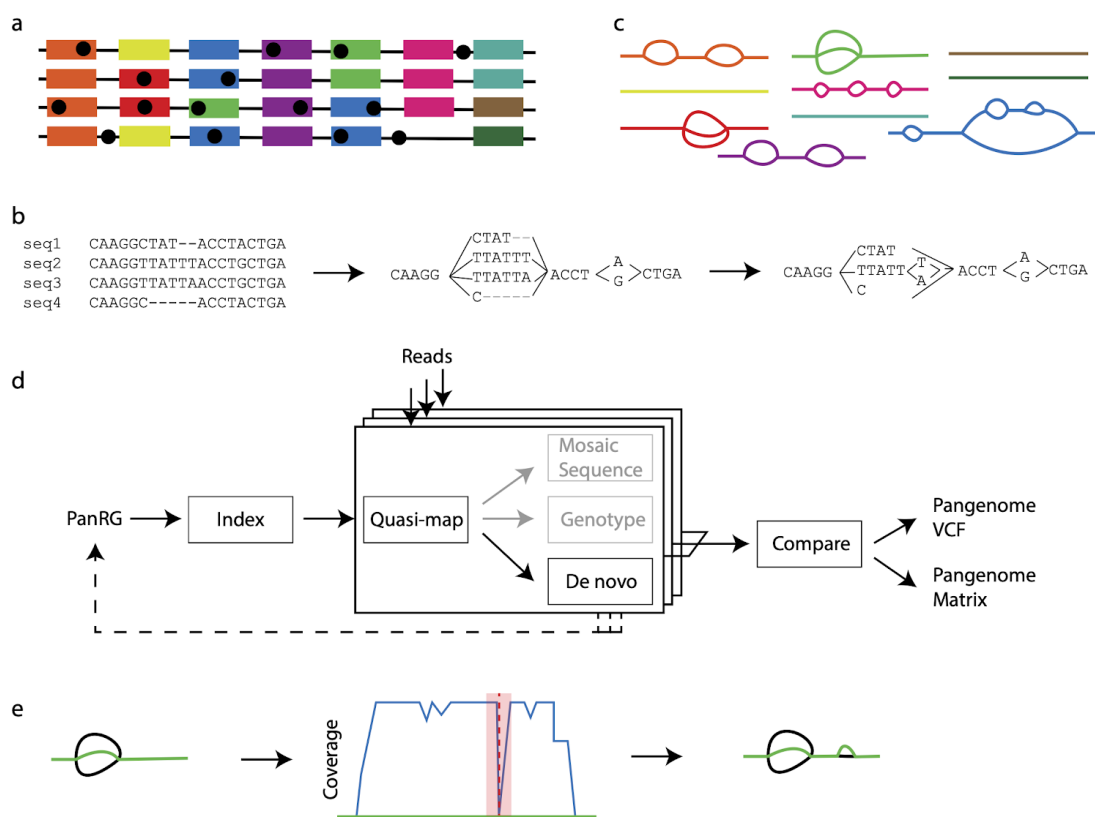 a
c
b
seq1 CAAGGCTAT--ACCTACTGA
seq2 CAAGGTTATTTACCTGCTGA
seq3 CAAGGTTATTAACCTGCTGA
seq4 CAAGGC-----ACCTACTGA
CAAGG
CTAT--
TTATTT
TTATTA
C-----
ACCT
A
G
CTGA
CAAGG
CTAT
TTATT
C
T
A
ACCT
A
G
CTGA
d
Reads
PanRG
Index
Quasi-map
Mosaic
Sequence
Genotype
De novo
Compare
Pangenome
VCF
Pangenome
Matrix
e
Coverage